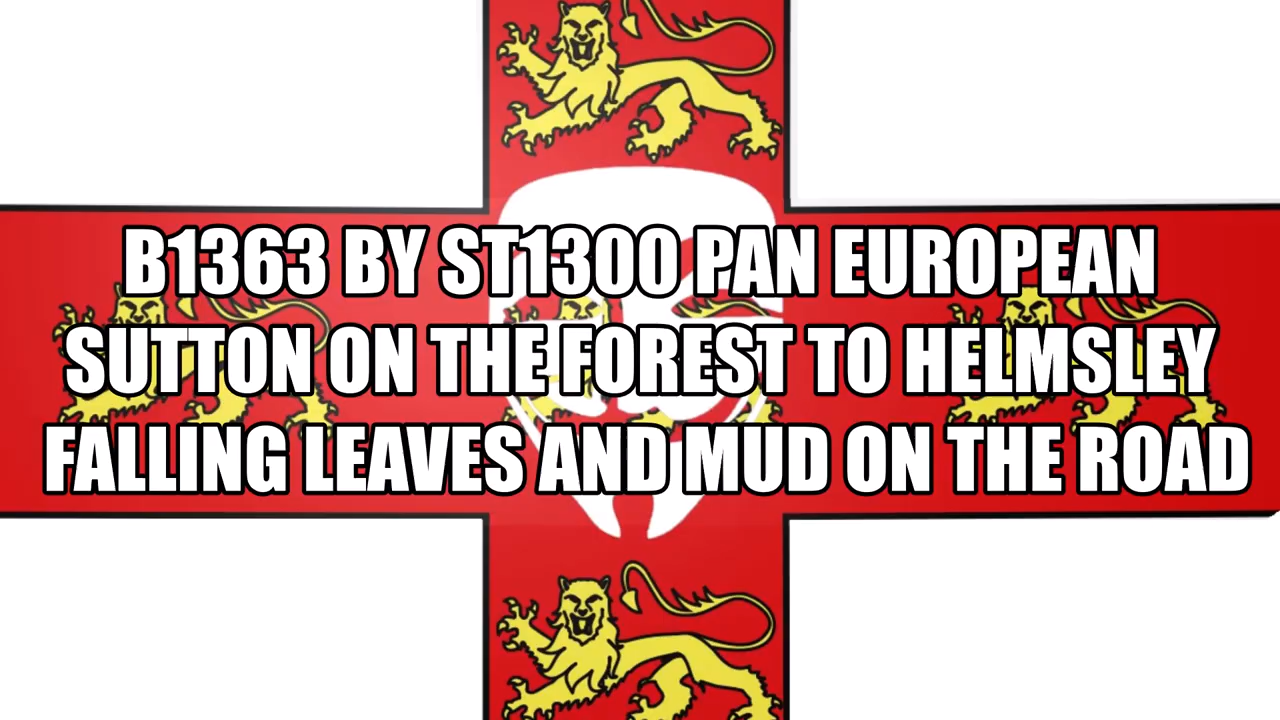 B1363 BY ST1300 PAN EUROPEAN
SUTTON ON THE FOREST TO HELMSLEY
FALLING LEAVES AND MUD ON THE ROAD